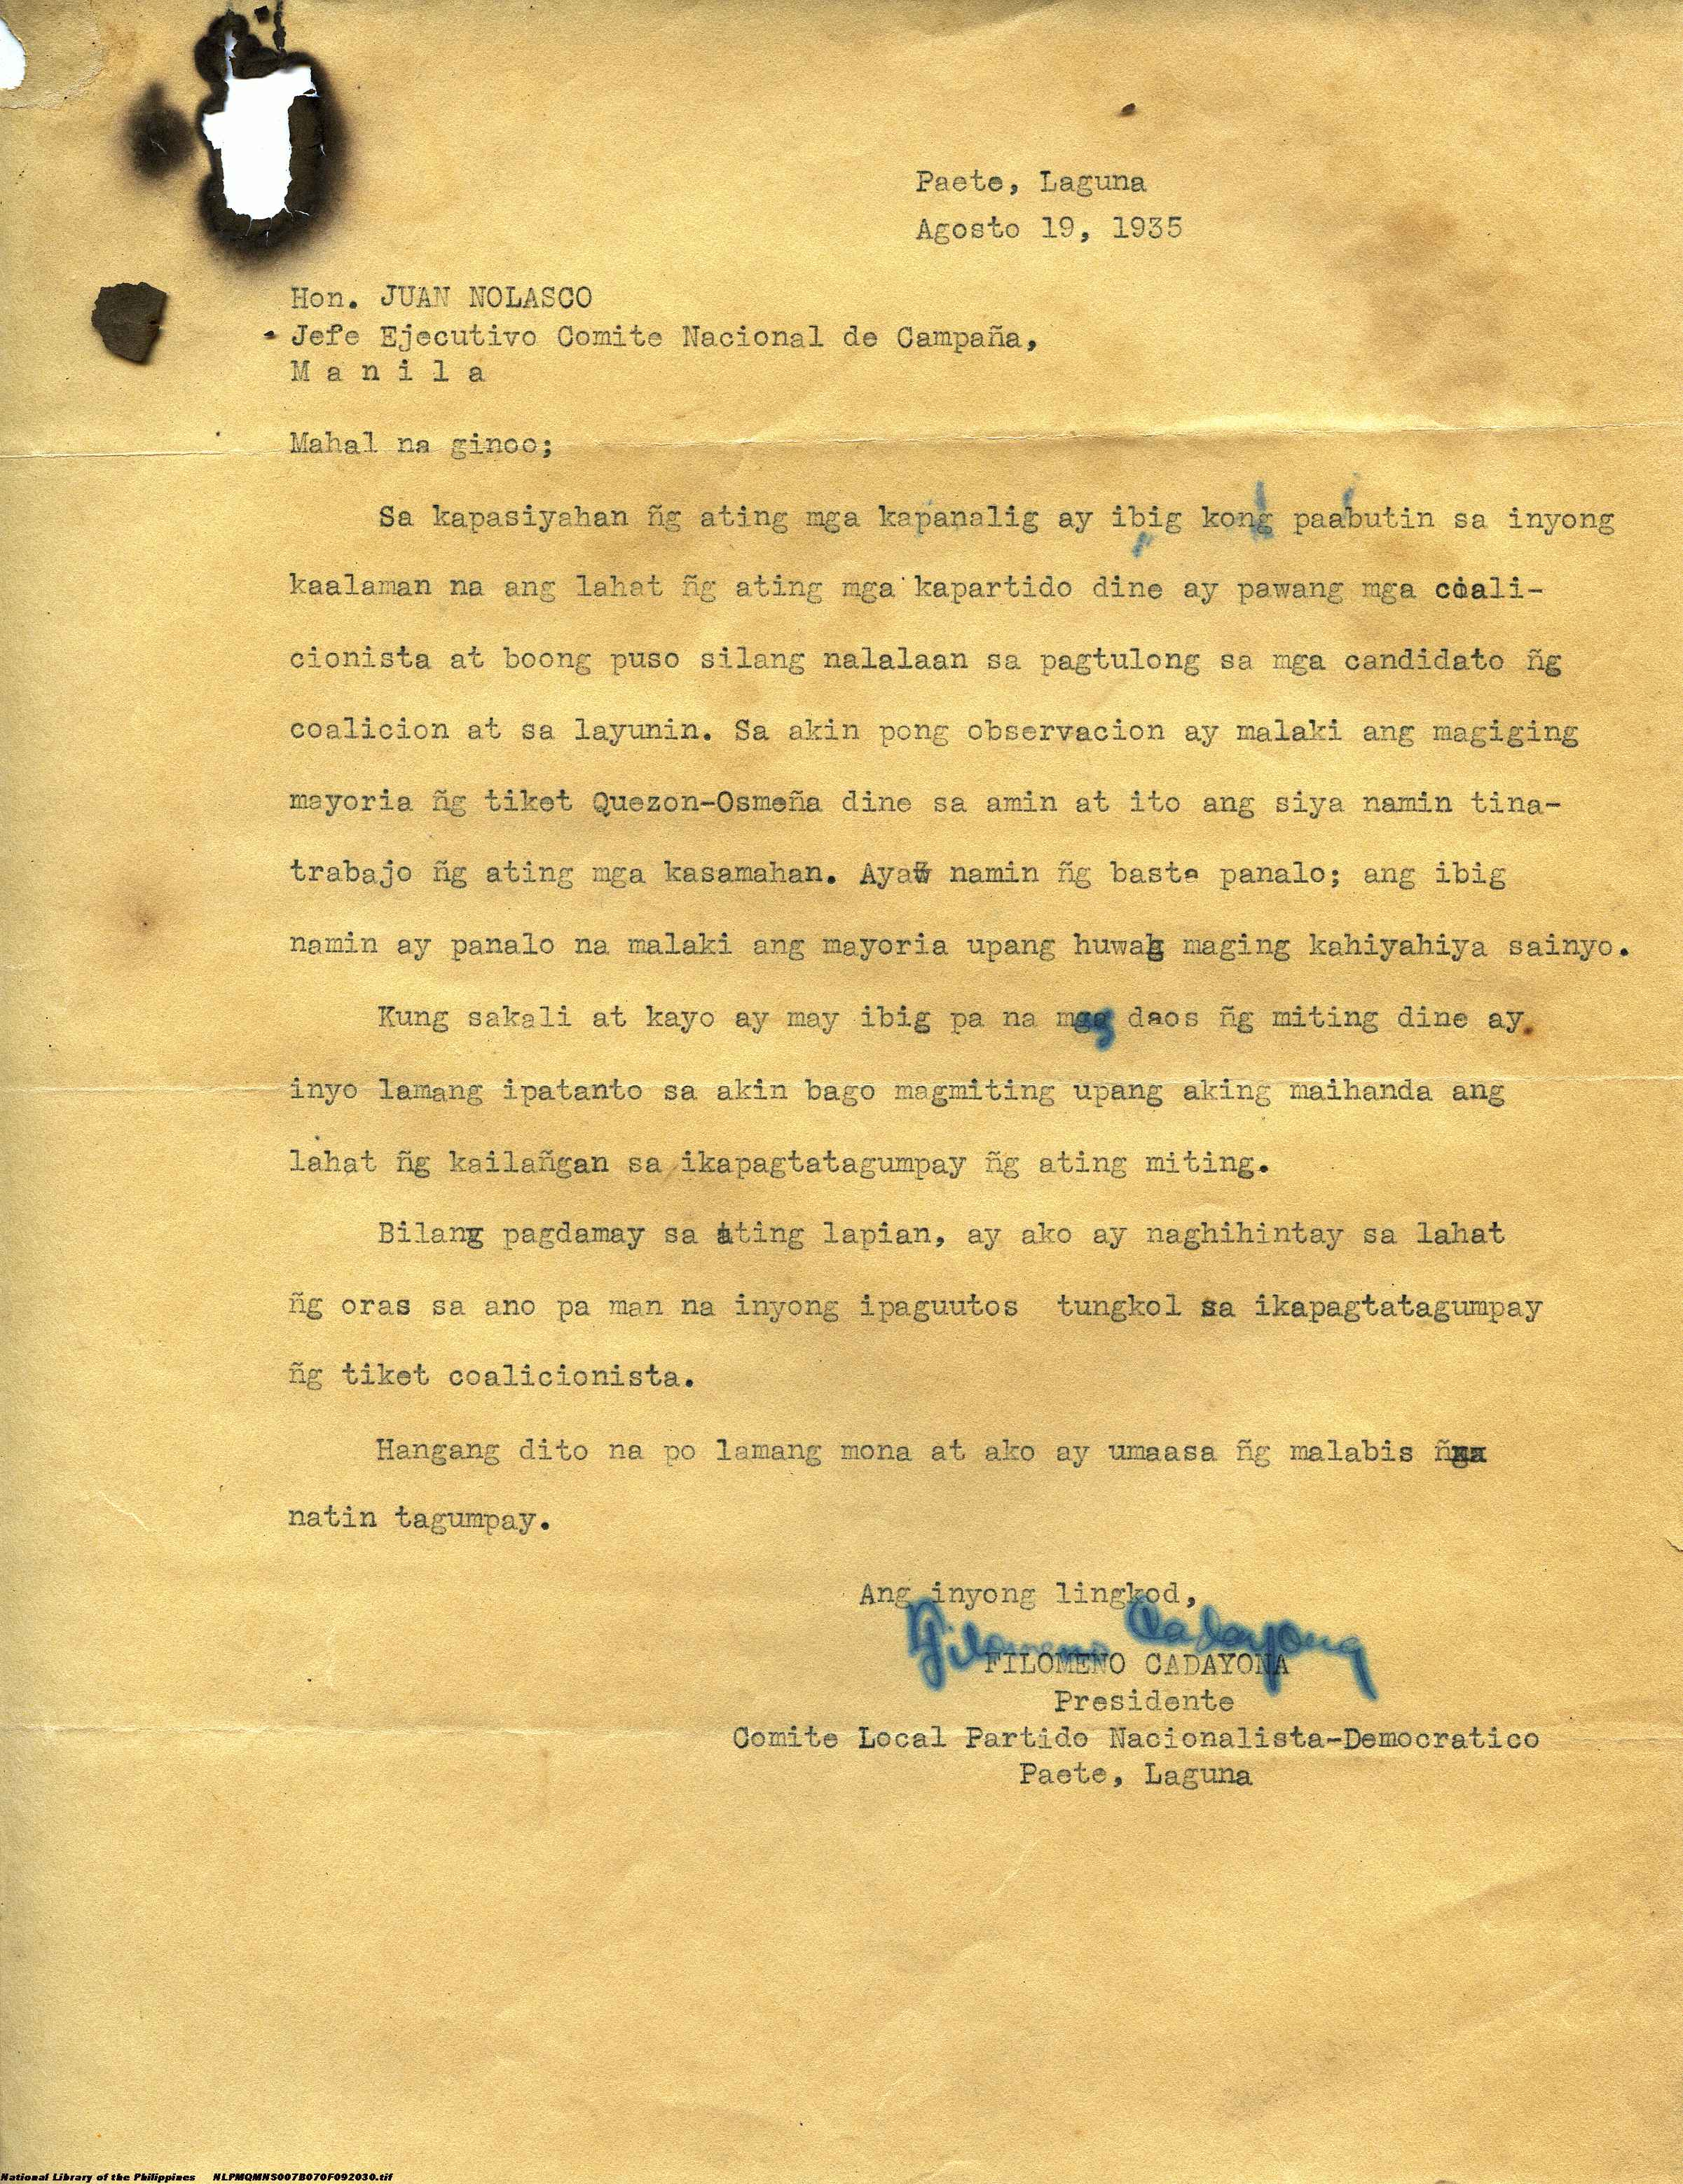 Paete, Laguna
Agosto 19, 1935
Hon. JUAN NOLASCO
Jefe Ejecutivo Comite Nacional de Campaña,
M a n i l a
Mahal na ginoo;
Sa kapasiyahan ñg ating mga kapanalig ay ibig kong paabutin sa inyong
kaalaman na ang lahat ñg ating mga kapartido dine ay pawang mga coali-
cionista at boong puso silang nalalaan sa pagtulong sa mga candidato ñg
coalicion at sa layunin. Sa akin pong observacion ay malaki ang magiging
mayoria ñg tiket Quezon-Osmeña dine sa amin at ito ang siya namin tina-
trabajo ñg ating mga kasamahan. Ayaw namin ñg basta panalo; ang ibig
namin ay panalo na malaki ang mayoria upang huwag maging kahiyahiya sainyo.
Kung sakali at kayo ay may ibig pa na mga daos ñg miting dine ay
inyo lamang ipatanto sa akin bago magmiting upang aking maihanda ang
lahat ñg kailañgan sa ikapagtatagumpay ñg ating miting.
Bilang pagdamay sa ating lapian, ay ako ay naghihintay sa lahat
ñg oras sa ano pa man na inyong ipaguutos tungkol sa ikapagtatagumpay
ñg tiket coalicionista.
Hangang dito na po lamang mona at ako ay umaasa ñg malabis ñga
natin tagumpay.
Ang inyong lingkod,
Filomeno Cadayona
FILOMENO CADAYONA
Presidente
Comite Local Partido Nacionalista-Democratico
Paete, Laguna
National Library of the Philippines NLPMQMNS007B070F092030.tif